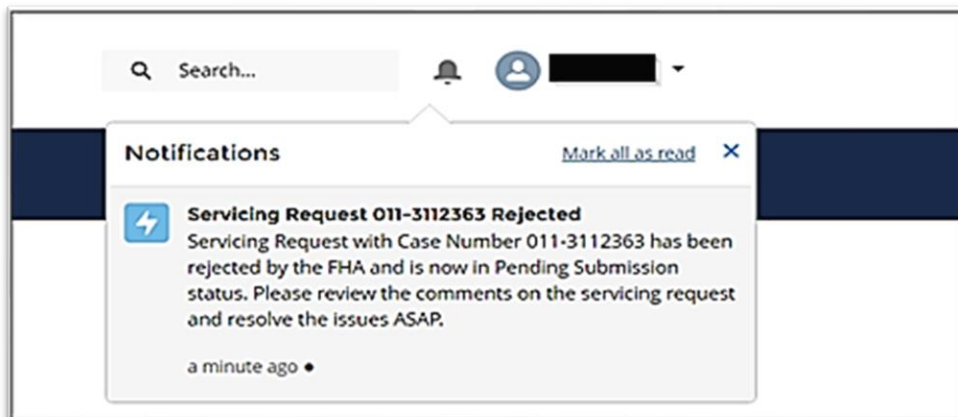 Search...
Notifications
Mark all as read
Servicing Request 011-3112363 Rejected
Servicing Request with Case Number 011-3112363 has been
rejected by the FHA and is now in Pending Submission
status. Please review the comments on the servicing request
and resolve the issues ASAP.
a minute ago